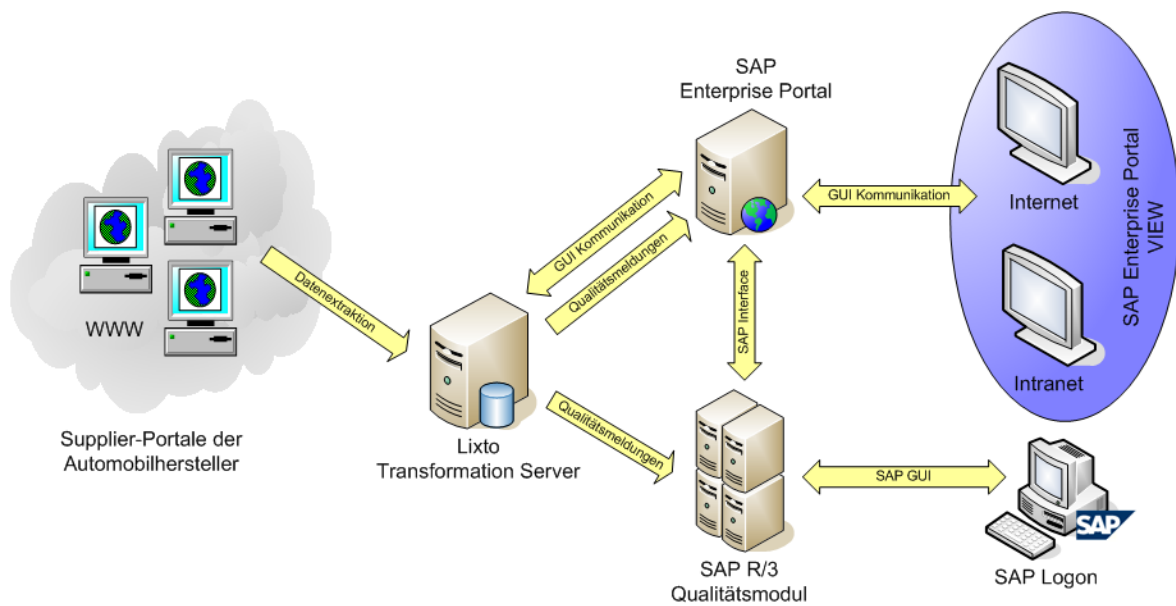 SAP
Enterprise Portal
GUI Kommunikation
Qualitätsmeldungen
GUI Kommunikation
Internet
Intranet
SAP Enterprise Portal
VIEW
WWW
Datenextraktion
SAP Interface
Supplier-Portale der
Automobilhersteller
Lixto
Transformation Server
Qualitätsmeldungen
SAP GUI
SAP
SAP R/3
Qualitätsmodul
SAP Logon